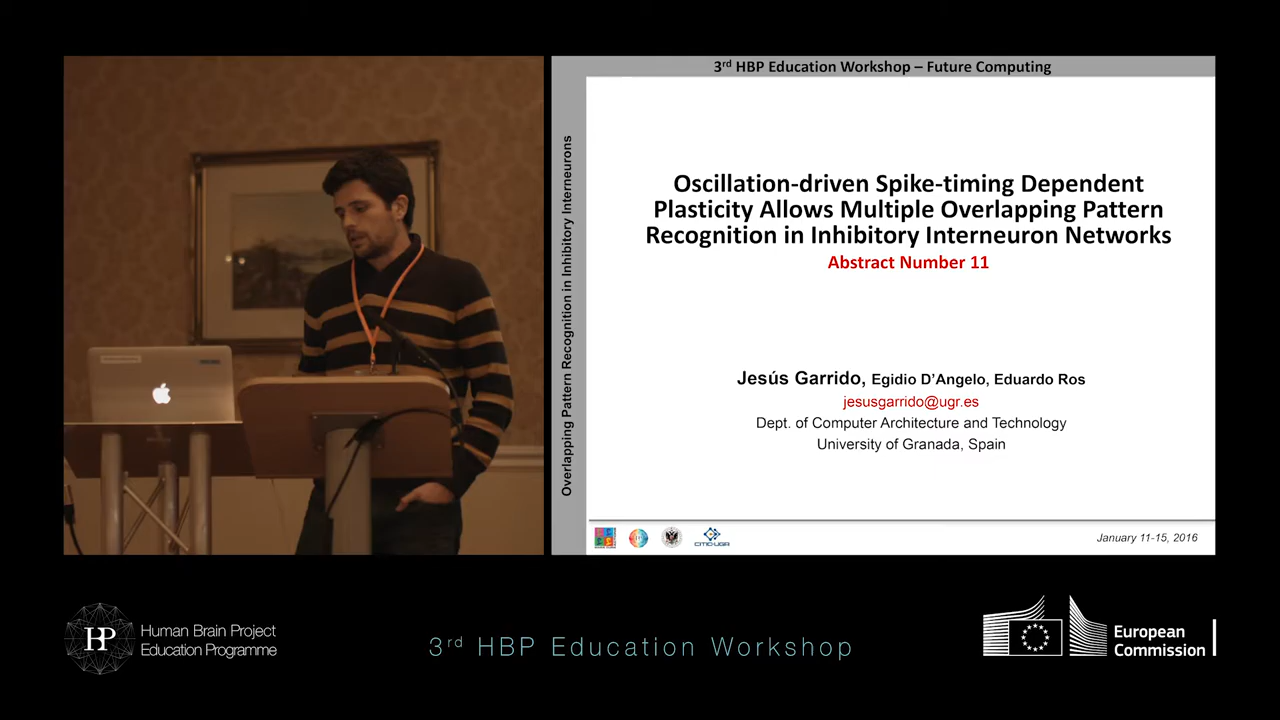 3rd HBP Education Workshop – Future Computing
Overlapping Pattern Recognition in Inhibitory Interneurons
Oscillation-driven Spike-timing Dependent
Plasticity Allows Multiple Overlapping Pattern
Recognition in Inhibitory Interneuron Networks
Abstract Number 11
Jesús Garrido, Egidio D’Angelo, Eduardo Ros
jesusgarrido@ugr.es
Dept. of Computer Architecture and Technology
University of Granada, Spain
CITIC-UGR
January 11-15, 2016
HP
Human Brain Project
Education Programme
3rd HBP Education Workshop
European
Commission